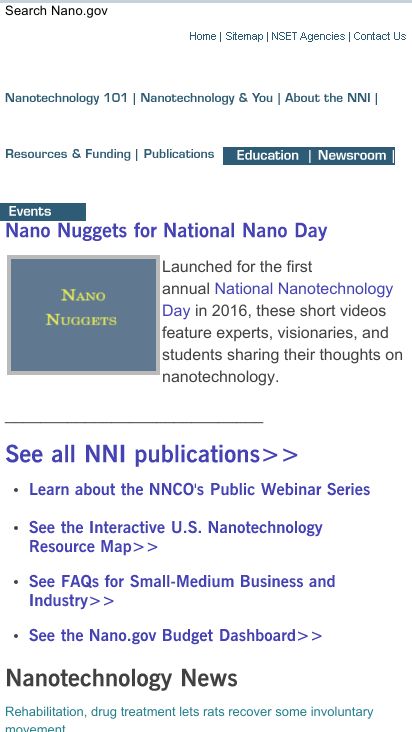 Search Nano.gov
Home | Sitemap | NSET Agencies | Contact Us
Nanotechnology 101 | Nanotechnology & You | About the NNI |
Resources & Funding | Publications Education | Newsroom |
Events
Nano Nuggets for National Nano Day
NANO
NUGGETS
Launched for the first
annual National Nanotechnology
Day in 2016, these short videos
feature experts, visionaries, and
students sharing their thoughts on
nanotechnology.
See all NNI publications>>
• Learn about the NNCO's Public Webinar Series
• See the Interactive U.S. Nanotechnology
Resource Map>>
• See FAQs for Small-Medium Business and
Industry>>
• See the Nano.gov Budget Dashboard>>
Nanotechnology News
Rehabilitation, drug treatment lets rats recover some involuntary
movement